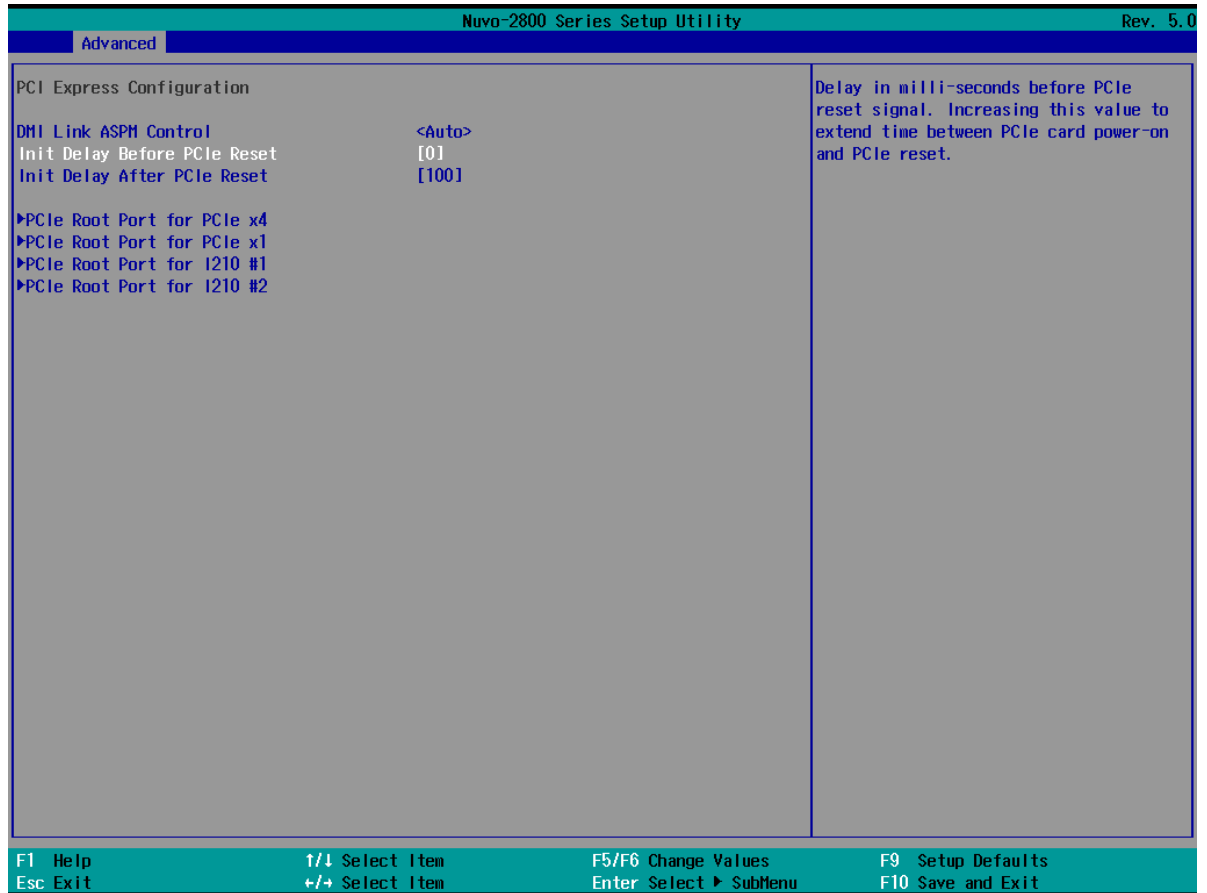 Nuvo-2800 Series Setup Utility Rev. 5.0
Advanced
PCI Express Configuration
DMI Link ASPM Control <Auto>
Init Delay Before PCIe Reset [0]
Init Delay After PCIe Reset [100]
▶PCIe Root Port for PCIe x4
▶PCIe Root Port for PCIe x1
▶PCIe Root Port for I210 #1
▶PCIe Root Port for I210 #2
Delay in milli-seconds before PCIe
reset signal. Increasing this value to
extend time between PCIe card power-on
and PCIe reset.
F1 Help ↑/↓ Select Item F5/F6 Change Values F9 Setup Defaults
Esc Exit ←/→ Select Item Enter Select ▶ SubMenu F10 Save and Exit